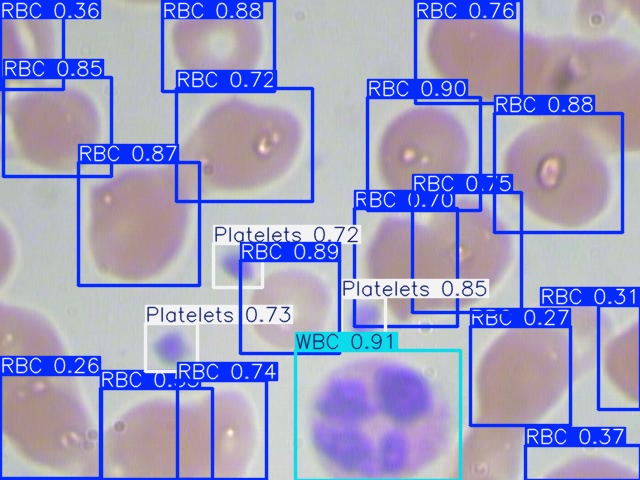 RBC 0.36
RBC 0.88
RBC 0.76
RBC 0.85
RBC 0.72
RBC 0.90
RBC 0.88
RBC 0.87
RBC 0.75
RBC 0.70
Platelets 0.72
RBC 0.89
Platelets 0.85
RBC 0.31
Platelets 0.73
RBC 0.27
WBC 0.91
RBC 0.26
RBC
RBC 0.74
RBC 0.37